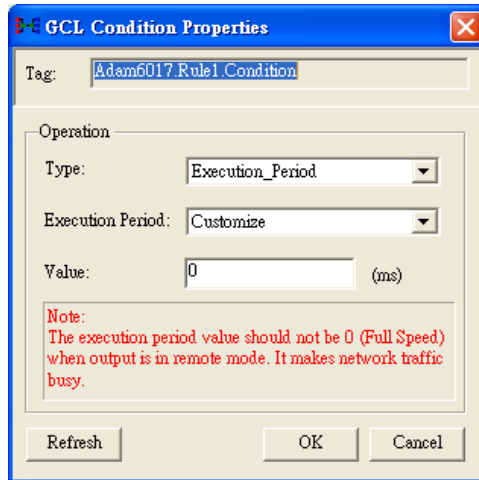 GCL Condition Properties
Tag: Adam6017.Rule1.Condition
Operation
Type: Execution_Period
Execution Period: Customize
Value: 0 (ms)
Note:
The execution period value should not be 0 (Full Speed)
when output is in remote mode. It makes network traffic
busy.
Refresh OK Cancel